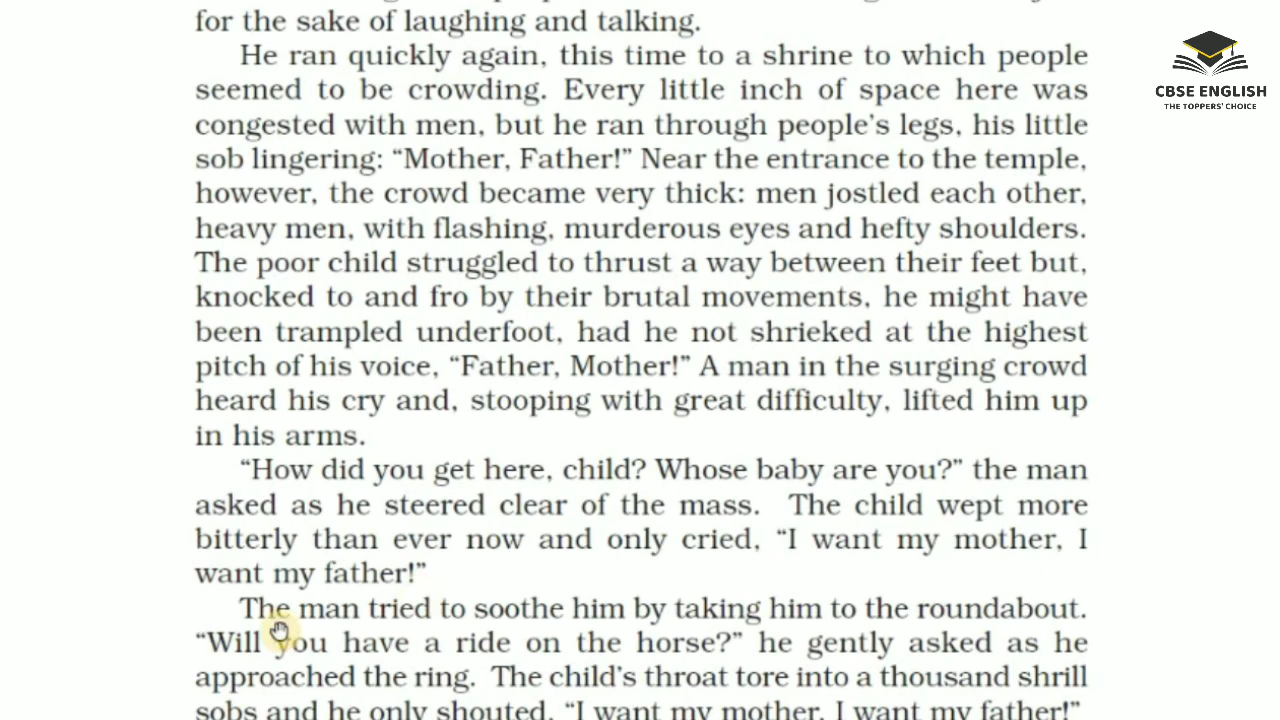 for the sake of laughing and talking.
He ran quickly again, this time to a shrine to which people
seemed to be crowding. Every little inch of space here was
congested with men, but he ran through people's legs, his little
sob lingering: “Mother, Father!” Near the entrance to the temple,
however, the crowd became very thick: men jostled each other,
heavy men, with flashing, murderous eyes and hefty shoulders.
The poor child struggled to thrust a way between their feet but,
knocked to and fro by their brutal movements, he might have
been trampled underfoot, had he not shrieked at the highest
pitch of his voice, “Father, Mother!” A man in the surging crowd
heard his cry and, stooping with great difficulty, lifted him up
in his arms.
“How did you get here, child? Whose baby are you?” the man
asked as he steered clear of the mass. The child wept more
bitterly than ever now and only cried, “I want my mother, I
want my father!”
The man tried to soothe him by taking him to the roundabout.
“Will you have a ride on the horse?” he gently asked as he
approached the ring. The child's throat tore into a thousand shrill
sobs and he only shouted, “I want my mother, I want my father!”
CBSE ENGLISH
THE TOPPERS' CHOICE